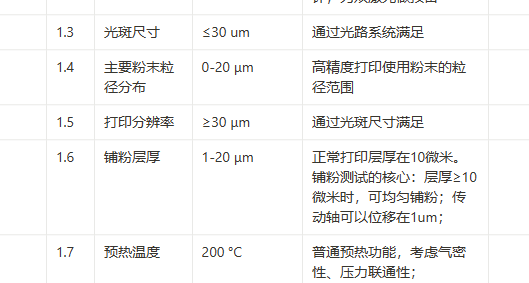 1.3 光斑尺寸 ≤30 um 通过光路系统满足
1.4 主要粉末粒 0-20 μm 高精度打印使用粉末的粒
径分布 径范围
1.5 打印分辨率 ≥30 μm 通过光斑尺寸满足
1.6 铺粉层厚 1-20 μm 正常打印层厚在10微米。
铺粉测试的核心：层厚≥10
微米时，可均匀铺粉；传
动轴可以位移在1um；
1.7 预热温度 200 °C 普通预热功能，考虑气密
性、压力联通性；